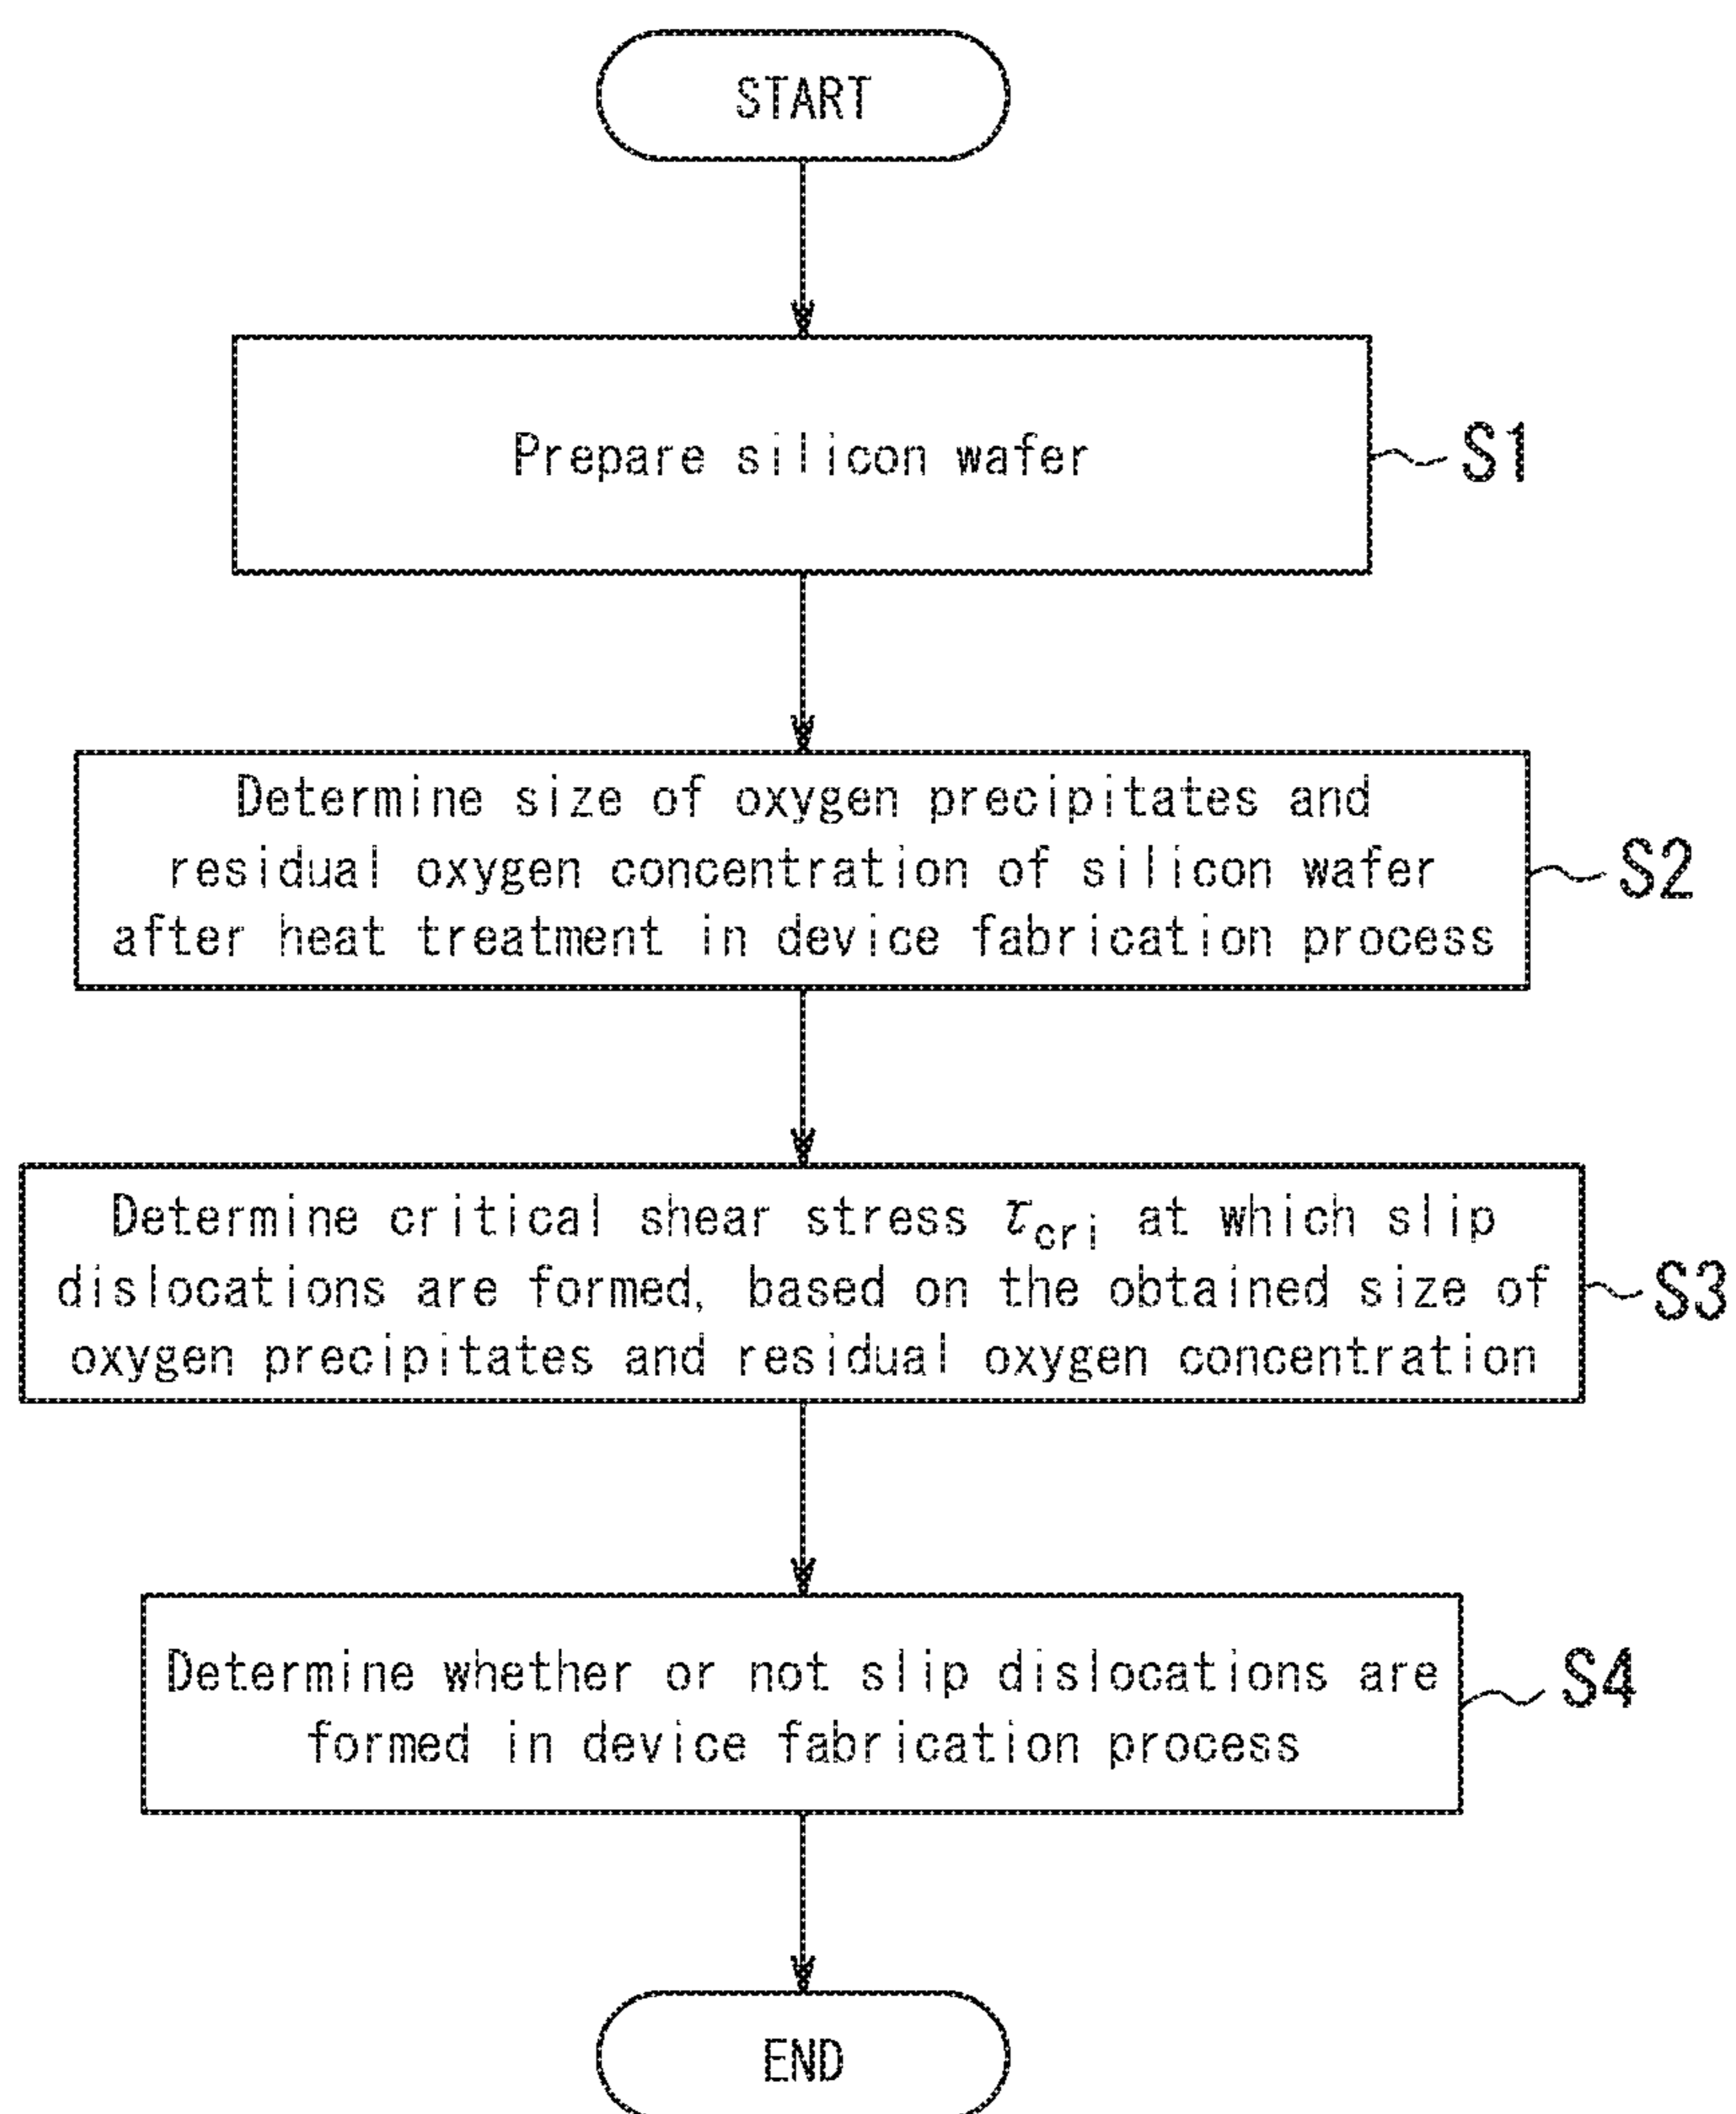 START
Prepare silicon wafer
S1
Determine size of oxygen precipitates and
residual oxygen concentration of silicon wafer
after heat treatment in device fabrication process
S2
Determine critical shear stress τcri at which slip
dislocations are formed, based on the obtained size of
oxygen precipitates and residual oxygen concentration
S3
Determine whether or not slip dislocations are
formed in device fabrication process
S4
END